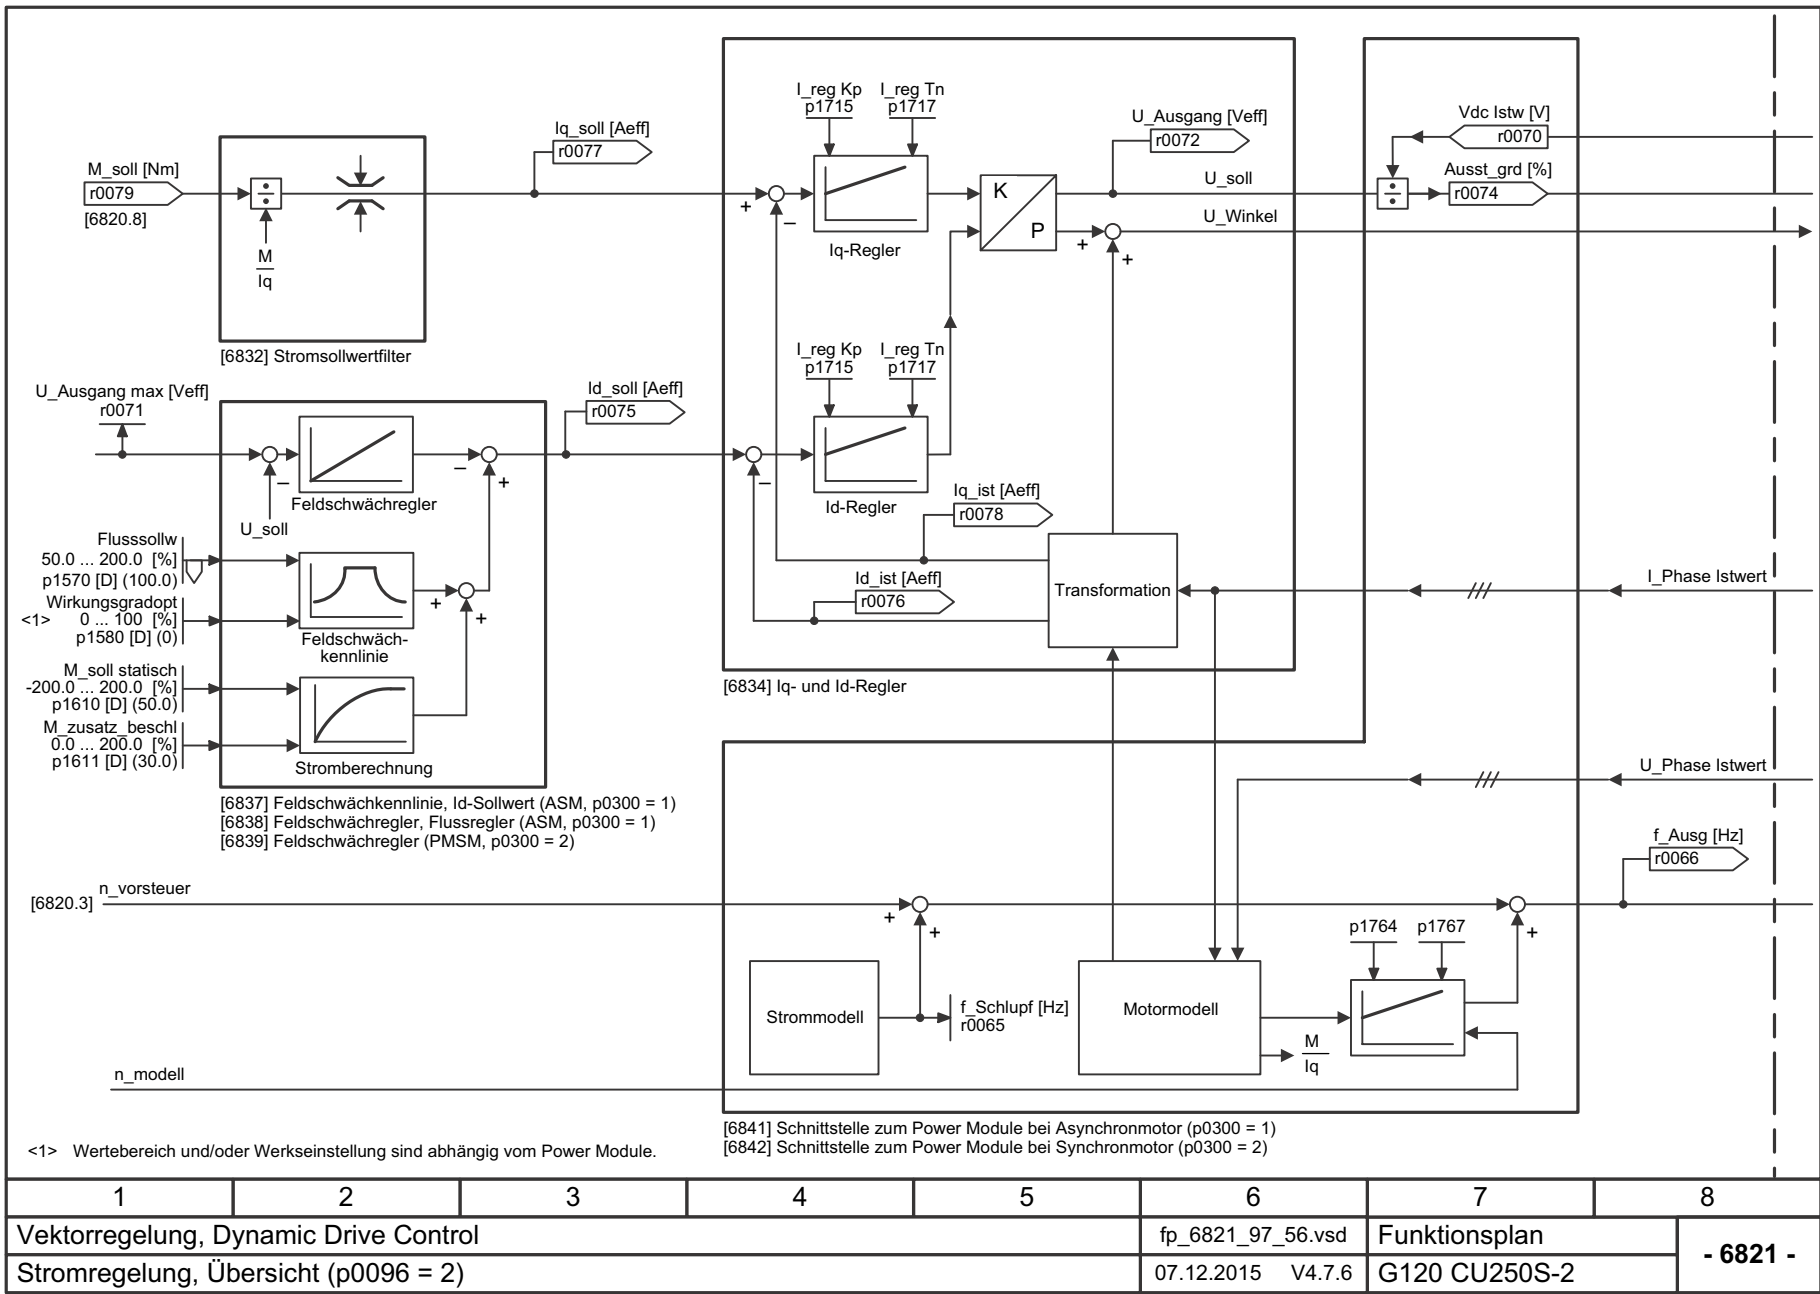 M_soll [Nm]
r0079
[6820.8]
M
Iq
[6832] Stromsollwertfilter
Iq_soll [Aeff]
r0077
I_reg Kp
p1715
I_reg Tn
p1717
+
–
Iq-Regler
K
P
U_Ausgang [Veff]
r0072
U_soll
U_Winkel
+
+
Vdc Istw [V]
r0070
Ausst_grd [%]
r0074
U_Ausgang max [Veff]
r0071
Id_soll [Aeff]
r0075
I_reg Kp
p1715
I_reg Tn
p1717
–
Id-Regler
–
U_soll
Feldschwächregler
–
+
Flusssollw
50.0 ... 200.0 [%]
p1570 [D] (100.0)
Wirkungsgradopt
<1> 0 ... 100 [%]
p1580 [D] (0)
Feldschwäch-
kennlinie
+
+
M_soll statisch
-200.0 ... 200.0 [%]
p1610 [D] (50.0)
M_zusatz_beschl
0.0 ... 200.0 [%]
p1611 [D] (30.0)
Stromberechnung
[6837] Feldschwächkennlinie, Id-Sollwert (ASM, p0300 = 1)
[6838] Feldschwächregler, Flussregler (ASM, p0300 = 1)
[6839] Feldschwächregler (PMSM, p0300 = 2)
Iq_ist [Aeff]
r0078
Id_ist [Aeff]
r0076
Transformation
I_Phase Istwert
[6834] Iq- und Id-Regler
U_Phase Istwert
f_Ausg [Hz]
r0066
[6820.3]
n_vorsteuer
+
+
+
p1764
p1767
Strommodell
f_Schlupf [Hz]
r0065
Motormodell
M
Iq
n_modell
[6841] Schnittstelle zum Power Module bei Asynchronmotor (p0300 = 1)
[6842] Schnittstelle zum Power Module bei Synchronmotor (p0300 = 2)
<1> Wertebereich und/oder Werkseinstellung sind abhängig vom Power Module.
1 2 3 4 5 6 7 8
Vektorregelung, Dynamic Drive Control
fp_6821_97_56.vsd
Funktionsplan
- 6821 -
Stromregelung, Übersicht (p0096 = 2)
07.12.2015 V4.7.6
G120 CU250S-2